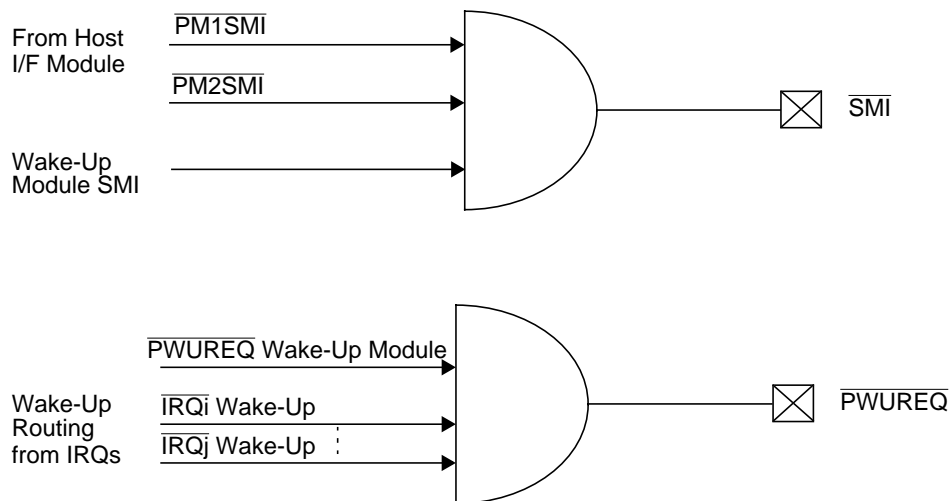 PM1SMI
From Host
I/F Module
PM2SMI
SMI
Wake-Up
Module SMI
PWUREQ Wake-Up Module
Wake-Up
Routing
from IRQs
IRQi Wake-Up
IRQj Wake-Up
PWUREQ